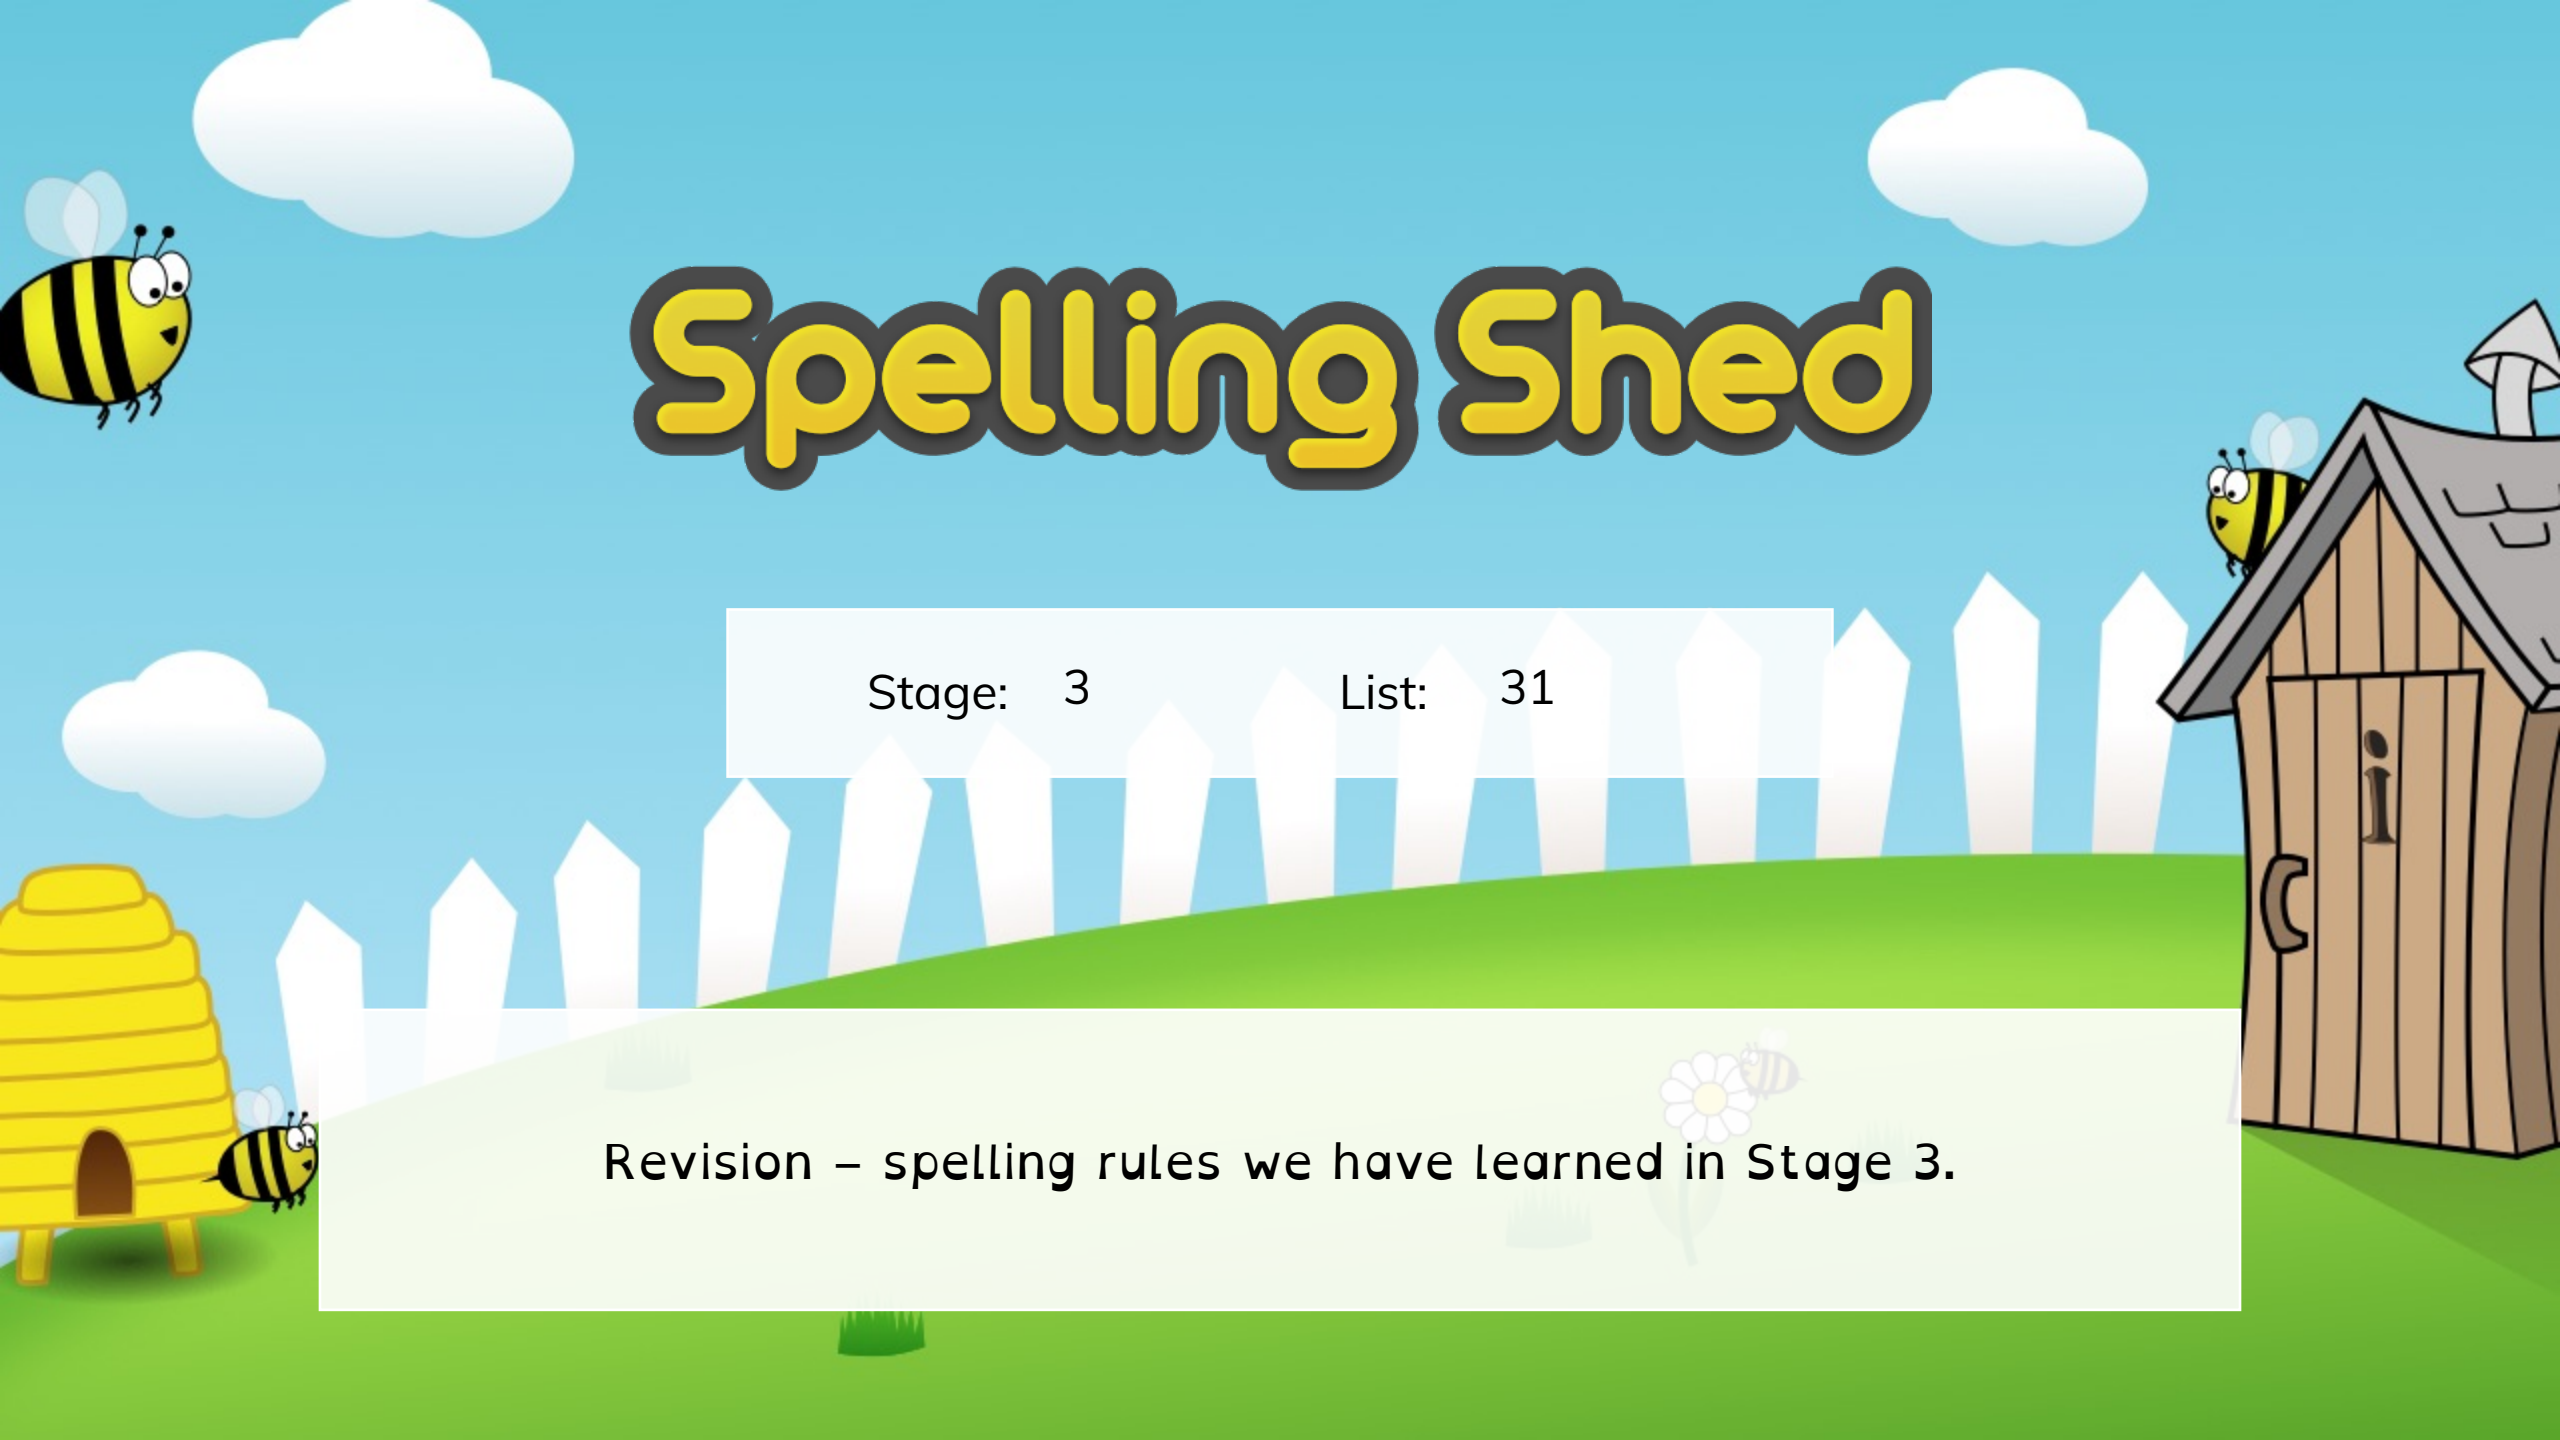 Spelling Shed
Stage: 3 List: 31
i
Revision – spelling rules we have learned in Stage 3.